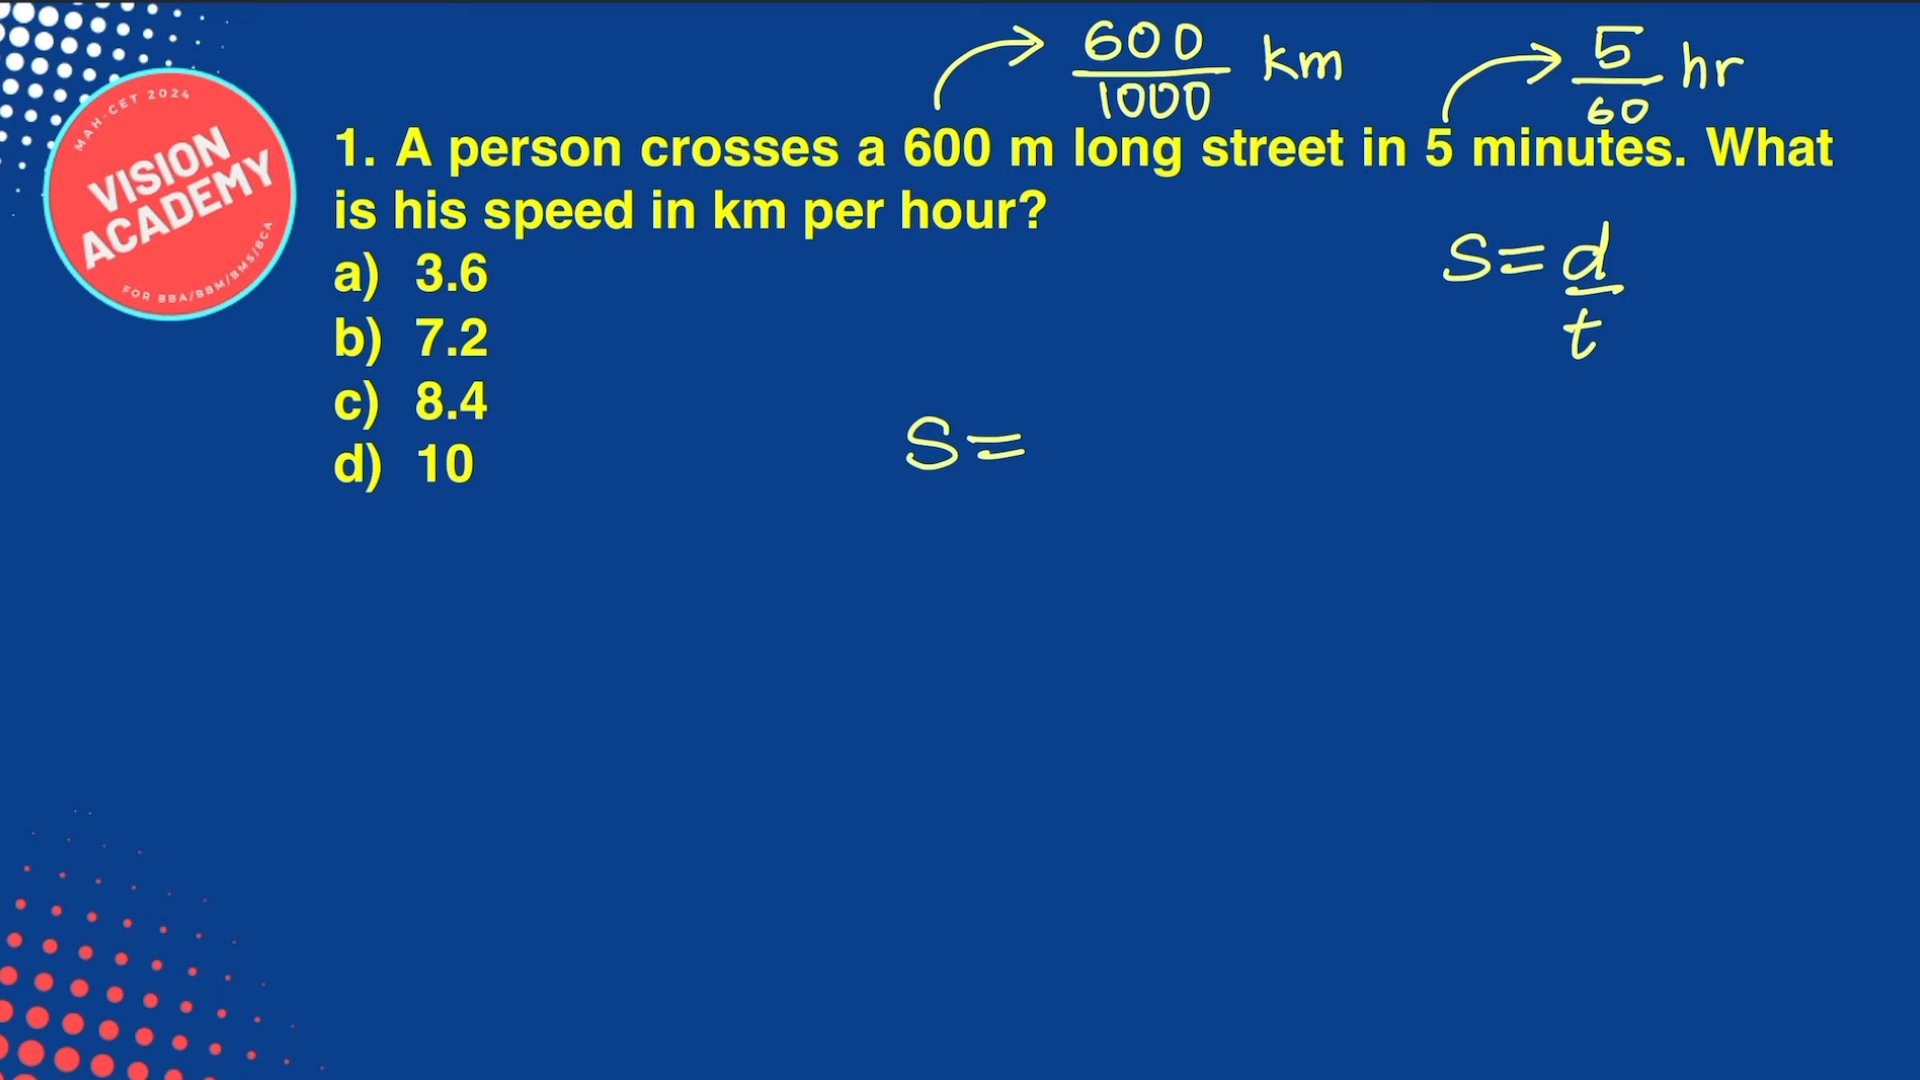 600
1000 km
5
60 hr
MAH-CET 2024
VISION
ACADEMY
FOR BBA/BBM/BMS/BCA
1. A person crosses a 600 m long street in 5 minutes. What
is his speed in km per hour?
a) 3.6
b) 7.2
c) 8.4
d) 10
S = d
t
S =